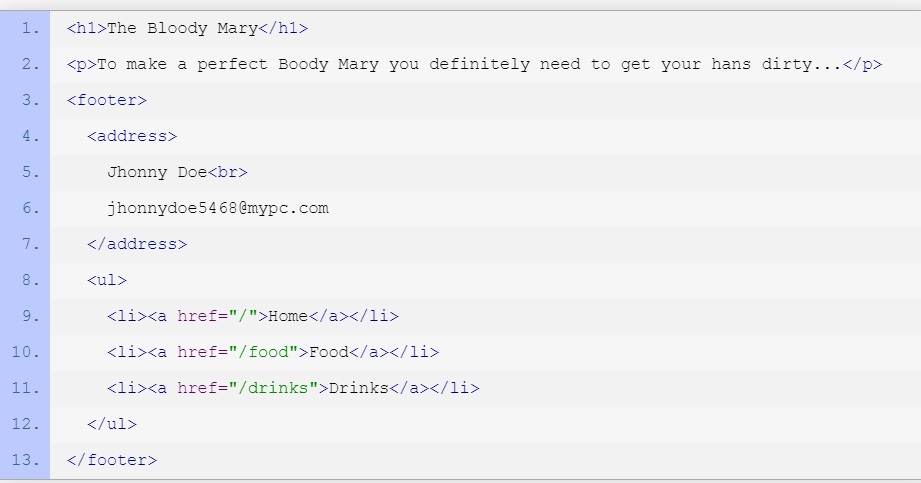 1. <h1>The Bloody Mary</h1>
2. <p>To make a perfect Boody Mary you definitely need to get your hans dirty...</p>
3. <footer>
4. <address>
5. Jhonny Doe<br>
6. jhonnydoe5468@mypc.com
7. </address>
8. <ul>
9. <li><a href="/">Home</a></li>
10. <li><a href="/food">Food</a></li>
11. <li><a href="/drinks">Drinks</a></li>
12. </ul>
13. </footer>